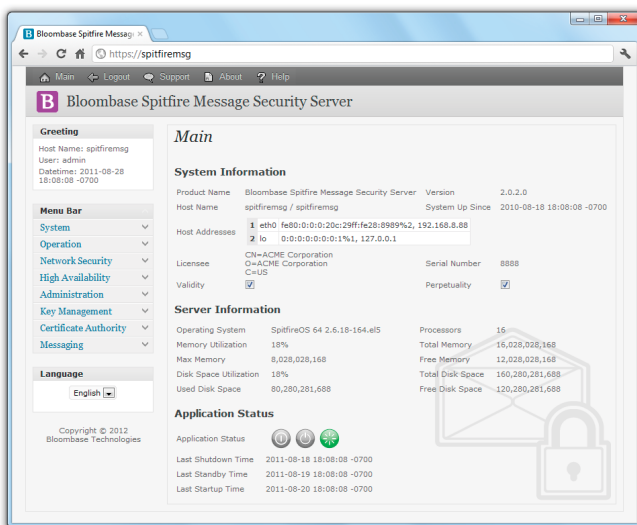 Bloombase Spitfire Message
https://spitfiremsg
Main Logout Support About Help
B Bloombase Spitfire Message Security Server
Greeting
Host Name: spitfiremsg
User: admin
Datetime: 2011-08-28
18:08:08 -0700
Menu Bar
System
Operation
Network Security
High Availability
Administration
Key Management
Certificate Authority
Messaging
Language
English
Copyright © 2012
Bloombase Technologies
Main
System Information
Product Name Bloombase Spitfire Message Security Server Version 2.0.2.0
Host Name spitfiremsg / spitfiremsg System Up Since 2010-08-18 18:08:08 -0700
Host Addresses
1 eth0 fe80:0:0:0:20c:29ff:fe28:8989%2, 192.168.8.88
2 lo 0:0:0:0:0:0:0:1%1, 127.0.0.1
CN=ACME Corporation
Licensee O=ACME Corporation Serial Number 8888
C=US
Validity Perpetuality
Server Information
Operating System SpitfireOS 64 2.6.18-164.el5 Processors 16
Memory Utilization 18% Total Memory 16,028,028,168
Max Memory 8,028,028,168 Free Memory 12,028,028,168
Disk Space Utilization 18% Total Disk Space 160,280,281,688
Used Disk Space 80,280,281,688 Free Disk Space 120,280,281,688
Application Status
Application Status
Last Shutdown Time 2011-08-18 18:08:08 -0700
Last Standby Time 2011-08-19 18:08:08 -0700
Last Startup Time 2011-08-20 18:08:08 -0700